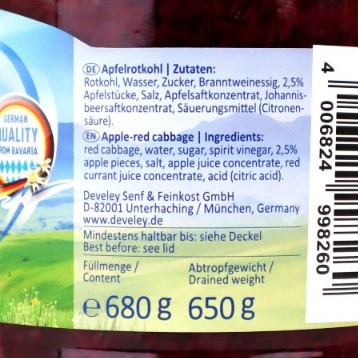 DE Apfelrotkohl | Zutaten:
Rotkohl, Wasser, Zucker, Branntweinessig, 2,5%
Apfelstücke, Salz, Apfelsaftkonzentrat, Johannis-
beersaftkonzentrat, Säuerungsmittel (Citronen-
säure).
EN Apple-red cabbage | Ingredients:
red cabbage, water, sugar, spirit vinegar, 2,5%
apple pieces, salt, apple juice concentrate, red
currant juice concentrate, acid (citric acid).
Develey Senf & Feinkost GmbH
D-82001 Unterhaching / München, Germany
www.develey.de
Mindestens haltbar bis: siehe Deckel
Best before: see lid
Füllmenge /
Content
Abtropfgewicht /
Drained weight
℮ 680 g 650 g
GERMAN
QUALITY
FROM BAVARIA
4 006824 998260